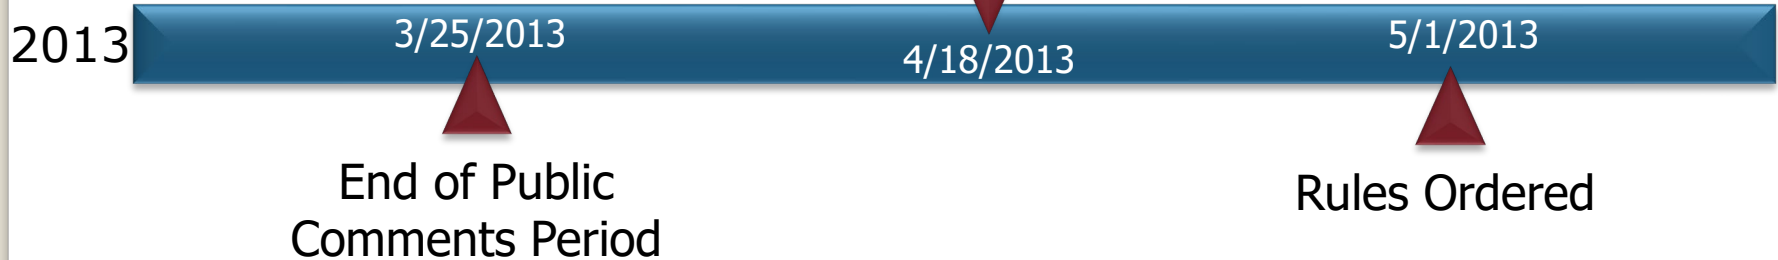 2013
3/25/2013
4/18/2013
5/1/2013
End of Public
Comments Period
Rules Ordered